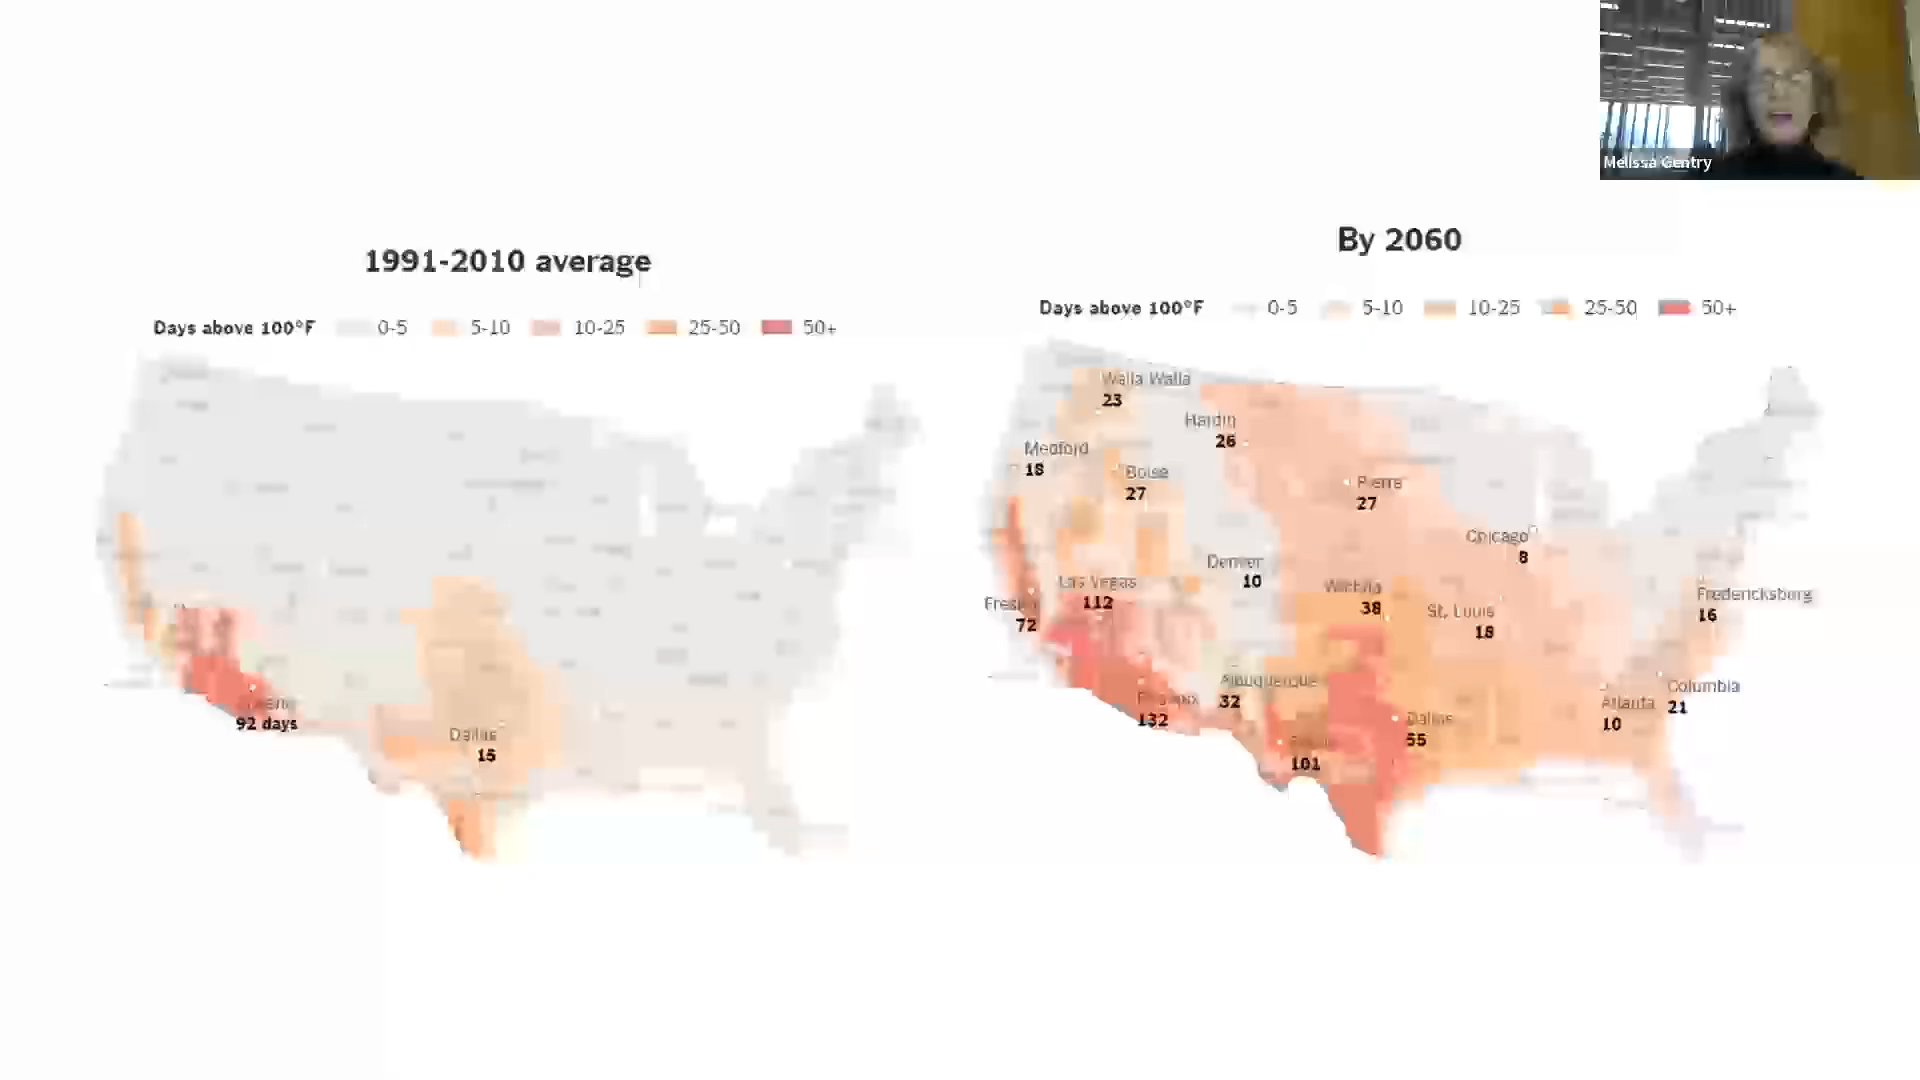 Melissa Gentry
1991-2010 average
Days above 100°F 0-5 5-10 10-25 25-50 50+
92 days
Dallas
15
By 2060
Days above 100°F 0-5 5-10 10-25 25-50 50+
Walla Walla
23
Hardin
26
Medford
18
Boise
27
Pierre
27
Chicago
8
Denver
10
Las Vegas
112
Wichita
38
Fresno
72
St. Louis
18
Fredericksburg
16
Albuquerque
32
Phoenix
132
Dallas
55
Atlanta
10
Columbia
21
101